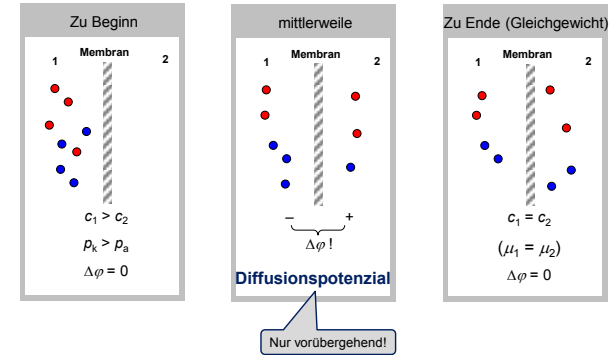 Zu Beginn
Membran
1 2
c₁ > c₂
pₖ > pₐ
Δφ = 0
mittlerweile
Membran
1 2
– +
Δφ !
Diffusionspotenzial
Nur vorübergehend!
Zu Ende (Gleichgewicht)
Membran
1 2
c₁ = c₂
(μ₁ = μ₂)
Δφ = 0